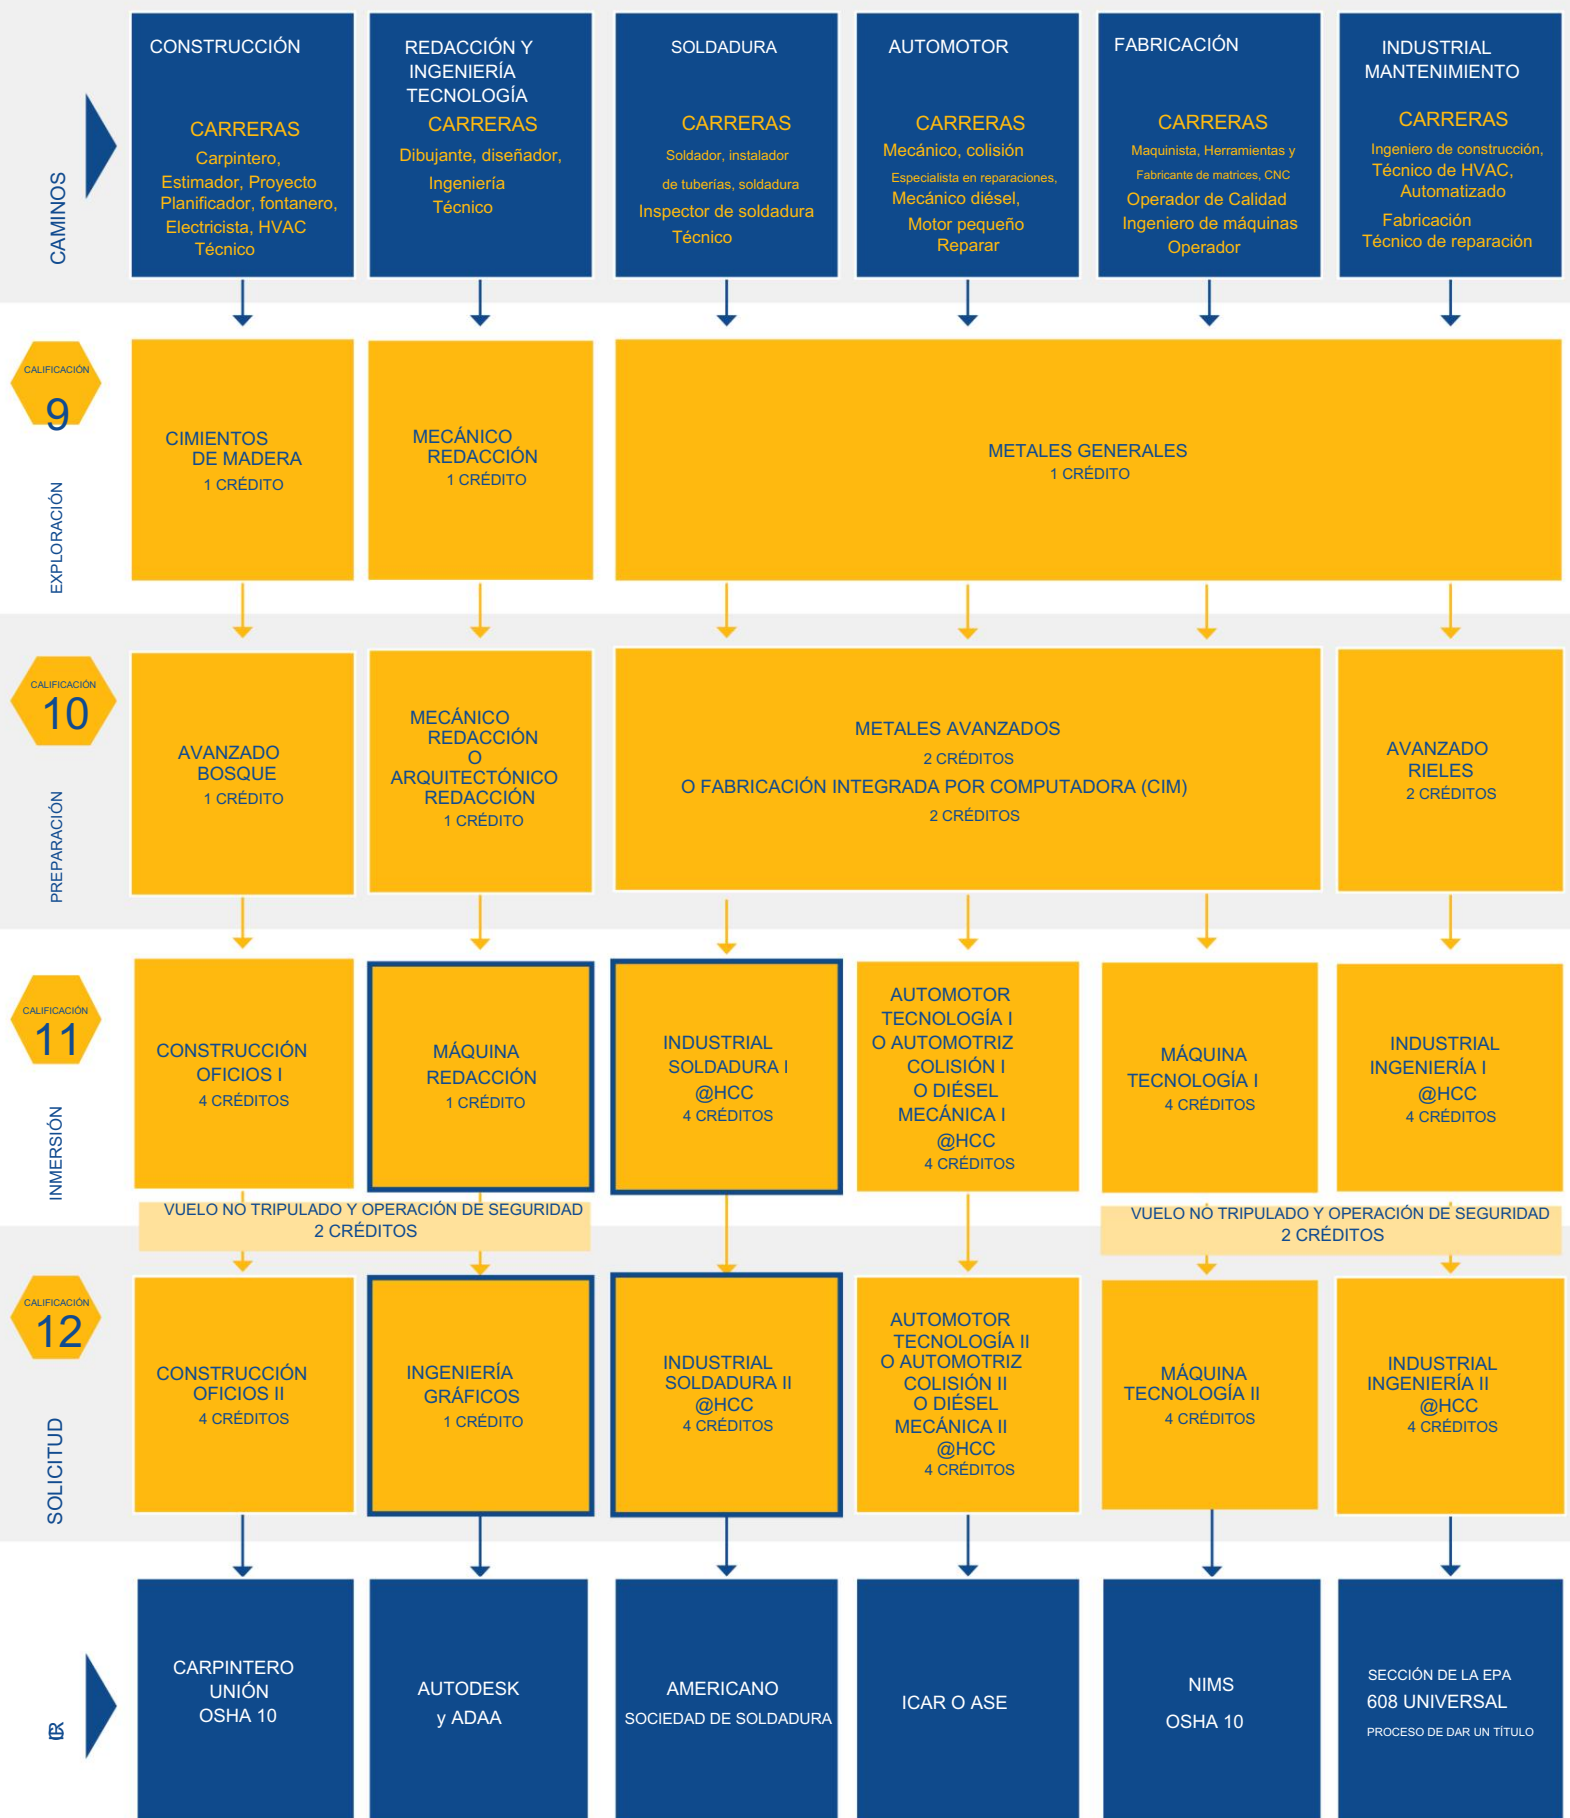 CAMINOS
CONSTRUCCIÓN
CARRERAS
Carpintero,
Estimador, Proyecto
Planificador, fontanero,
Electricista, HVAC
Técnico
REDACCIÓN Y
INGENIERÍA
TECNOLOGÍA
CARRERAS
Dibujante, diseñador,
Ingeniería
Técnico
SOLDADURA
CARRERAS
Soldador, instalador
de tuberías, soldadura
Inspector de soldadura
Técnico
AUTOMOTOR
CARRERAS
Mecánico, colisión
Especialista en reparaciones,
Mecánico diésel,
Motor pequeño
Reparar
FABRICACIÓN
CARRERAS
Maquinista, Herramientas y
Fabricante de matrices, CNC
Operador de Calidad
Ingeniero de máquinas
Operador
INDUSTRIAL
MANTENIMIENTO
CARRERAS
Ingeniero de construcción,
Técnico de HVAC,
Automatizado
Fabricación
Técnico de reparación
CALIFICACIÓN
9
EXPLORACIÓN
CIMIENTOS
DE MADERA
1 CRÉDITO
MECÁNICO
REDACCIÓN
1 CRÉDITO
METALES GENERALES
1 CRÉDITO
CALIFICACIÓN
10
PREPARACIÓN
AVANZADO
BOSQUE
1 CRÉDITO
MECÁNICO
REDACCIÓN
O
ARQUITECTÓNICO
REDACCIÓN
1 CRÉDITO
METALES AVANZADOS
2 CRÉDITOS
O FABRICACIÓN INTEGRADA POR COMPUTADORA (CIM)
2 CRÉDITOS
AVANZADO
RIELES
2 CRÉDITOS
CALIFICACIÓN
11
INMERSIÓN
CONSTRUCCIÓN
OFICIOS I
4 CRÉDITOS
MÁQUINA
REDACCIÓN
1 CRÉDITO
INDUSTRIAL
SOLDADURA I
@HCC
4 CRÉDITOS
AUTOMOTOR
TECNOLOGÍA I
O AUTOMOTRIZ
COLISIÓN I
O DIÉSEL
MECÁNICA I
@HCC
4 CRÉDITOS
MÁQUINA
TECNOLOGÍA I
4 CRÉDITOS
INDUSTRIAL
INGENIERÍA I
@HCC
4 CRÉDITOS
VUELO NO TRIPULADO Y OPERACIÓN DE SEGURIDAD
2 CRÉDITOS
VUELO NO TRIPULADO Y OPERACIÓN DE SEGURIDAD
2 CRÉDITOS
CALIFICACIÓN
12
SOLICITUD
CONSTRUCCIÓN
OFICIOS II
4 CRÉDITOS
INGENIERÍA
GRÁFICOS
1 CRÉDITO
INDUSTRIAL
SOLDADURA II
@HCC
4 CRÉDITOS
AUTOMOTOR
TECNOLOGÍA II
O AUTOMOTRIZ
COLISIÓN II
O DIÉSEL
MECÁNICA II
@HCC
4 CRÉDITOS
MÁQUINA
TECNOLOGÍA II
4 CRÉDITOS
INDUSTRIAL
INGENIERÍA II
@HCC
4 CRÉDITOS
CARPINTERO
UNIÓN
OSHA 10
AUTODESK
y ADAA
AMERICANO
SOCIEDAD DE SOLDADURA
ICAR O ASE
NIMS
OSHA 10
SECCIÓN DE LA EPA
608 UNIVERSAL
PROCESO DE DAR UN TÍTULO